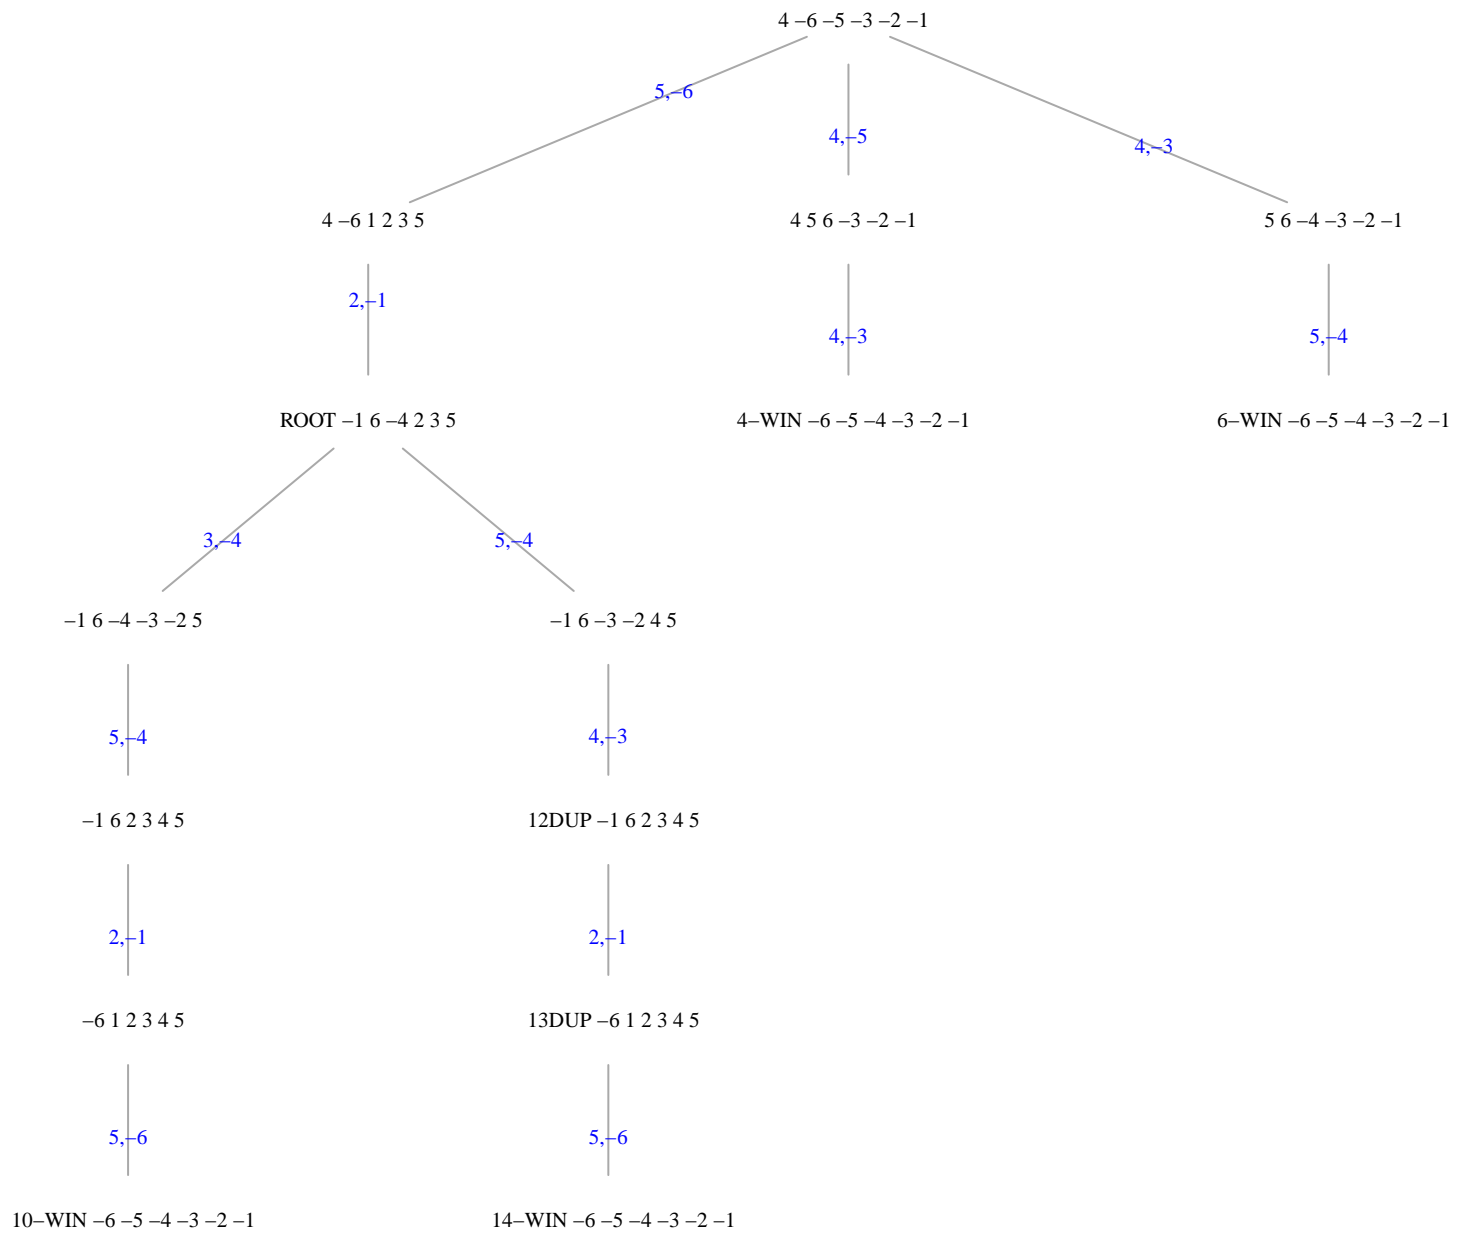 4 –6 –5 –3 –2 –1
5,–6
4,–5
4,–3
4 –6 1 2 3 5
4 5 6 –3 –2 –1
5 6 –4 –3 –2 –1
2,–1
4,–3
5,–4
ROOT –1 6 –4 2 3 5
4–WIN –6 –5 –4 –3 –2 –1
6–WIN –6 –5 –4 –3 –2 –1
3,–4
5,–4
–1 6 –4 –3 –2 5
–1 6 –3 –2 4 5
5,–4
4,–3
–1 6 2 3 4 5
12DUP –1 6 2 3 4 5
2,–1
2,–1
–6 1 2 3 4 5
13DUP –6 1 2 3 4 5
5,–6
5,–6
10–WIN –6 –5 –4 –3 –2 –1
14–WIN –6 –5 –4 –3 –2 –1